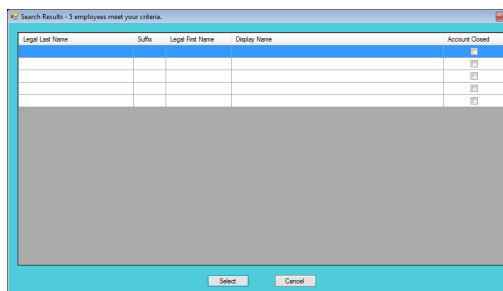 Search Results - 5 employees meet your criteria.
Legal Last Name Suffix Legal First Name Display Name Account Closed
Select Cancel